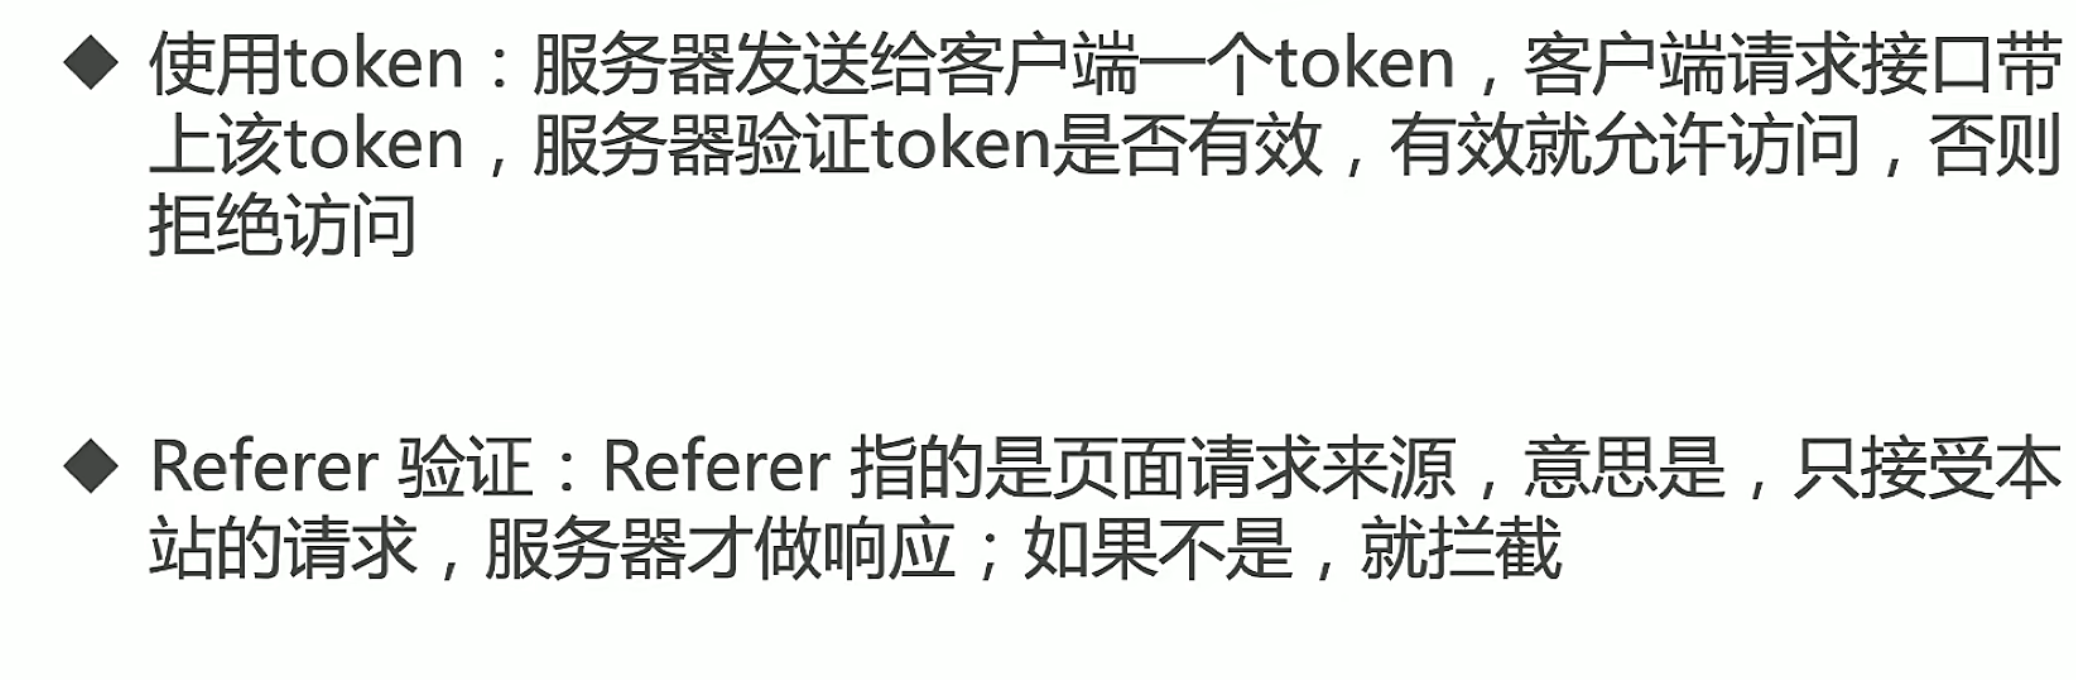 ◆ 使用token：服务器发送给客户端一个token，客户端请求接口带
上该token，服务器验证token是否有效，有效就允许访问，否则
拒绝访问
◆ Referer 验证：Referer 指的是页面请求来源，意思是，只接受本
站的请求，服务器才做响应；如果不是，就拦截